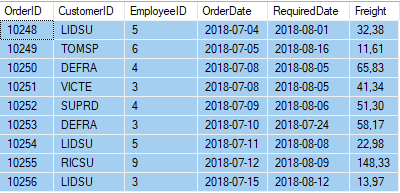 OrderID CustomerID EmployeeID OrderDate RequiredDate Freight
10248 LIDSU 5 2018-07-04 2018-08-01 32,38
10249 TOMSP 6 2018-07-05 2018-08-16 11,61
10250 DEFRA 4 2018-07-08 2018-08-05 65,83
10251 VICTE 3 2018-07-08 2018-08-05 41,34
10252 SUPRD 4 2018-07-09 2018-08-06 51,30
10253 DEFRA 3 2018-07-10 2018-07-24 58,17
10254 LIDSU 5 2018-07-11 2018-08-08 22,98
10255 RICSU 9 2018-07-12 2018-08-09 148,33
10256 LIDSU 3 2018-07-15 2018-08-12 13,97